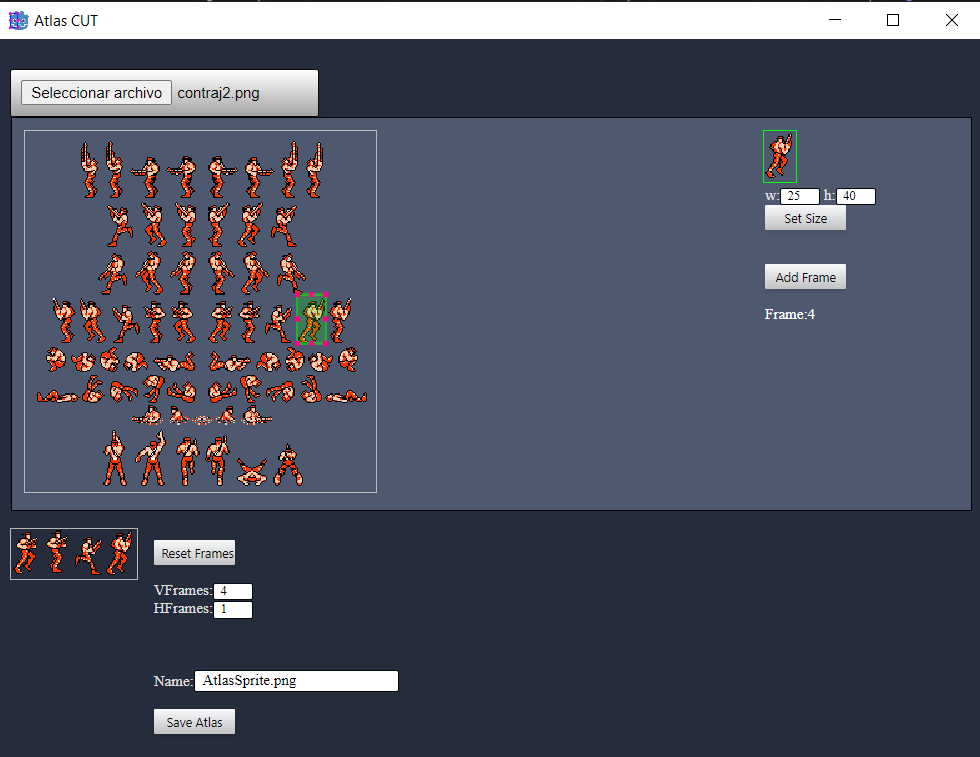 Atlas CUT
Seleccionar archivo contraj2.png
w: 25 h: 40
Set Size
Add Frame
Frame:4
Reset Frames
VFrames: 4
HFrames: 1
Name: AtlasSprite.png
Save Atlas